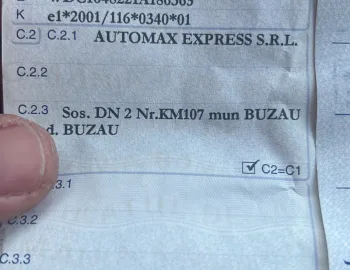 K e1*2001/116*0340*01
C.2 C.2.1 AUTOMAX EXPRESS S.R.L.
C.2.2
C.2.3 Sos. DN 2 Nr.KM107 mun BUZAU
d. BUZAU
C2=C1
.3.1
C.3.2
C.3.3